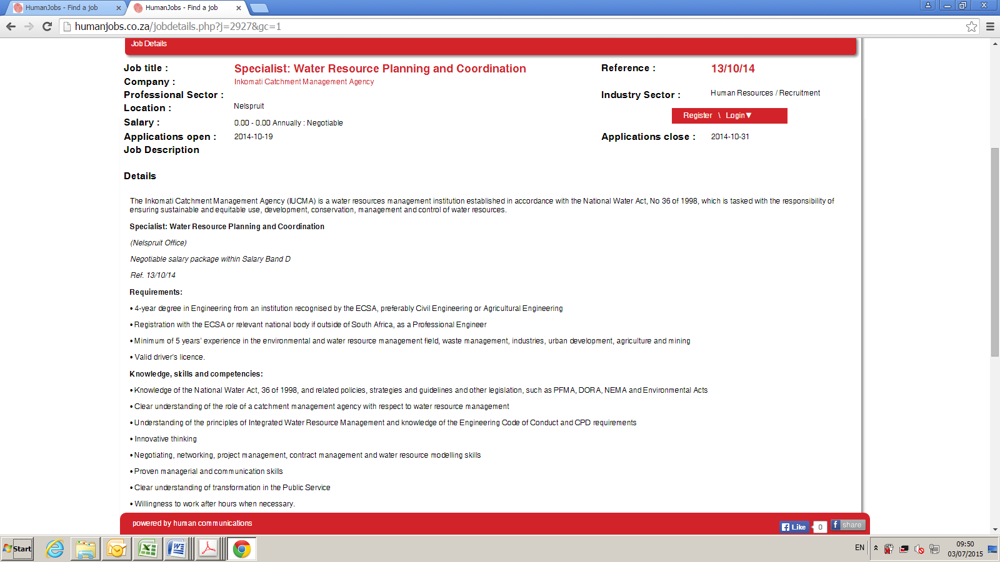 HumanJobs - Find a job
HumanJobs - Find a job
humanjobs.co.za/jobdetails.php?j=2927&gc=1
Job Details
Job title : Specialist: Water Resource Planning and Coordination Reference : 13/10/14
Company : Inkomati Catchment Management Agency
Professional Sector : Industry Sector : Human Resources / Recruitment
Location : Nelspruit
Register \ Login▼
Salary : 0.00 - 0.00 Annually : Negotiable
Applications open : 2014-10-19 Applications close : 2014-10-31
Job Description
Details
The Inkomati Catchment Management Agency (IUCMA) is a water resources management institution established in accordance with the National Water Act, No 36 of 1998, which is tasked with the responsibility of
ensuring sustainable and equitable use, development, conservation, management and control of water resources.
Specialist: Water Resource Planning and Coordination
(Nelspruit Office)
Negotiable salary package within Salary Band D
Ref. 13/10/14
Requirements:
• 4-year degree in Engineering from an institution recognised by the ECSA, preferably Civil Engineering or Agricultural Engineering
• Registration with the ECSA or relevant national body if outside of South Africa, as a Professional Engineer
• Minimum of 5 years’ experience in the environmental and water resource management field, waste management, industries, urban development, agriculture and mining
• Valid driver’s licence.
Knowledge, skills and competencies:
• Knowledge of the National Water Act, 36 of 1998, and related policies, strategies and guidelines and other legislation, such as PFMA, DORA, NEMA and Environmental Acts
• Clear understanding of the role of a catchment management agency with respect to water resource management
• Understanding of the principles of Integrated Water Resource Management and knowledge of the Engineering Code of Conduct and CPD requirements
• Innovative thinking
• Negotiating, networking, project management, contract management and water resource modelling skills
• Proven managerial and communication skills
• Clear understanding of transformation in the Public Service
• Willingness to work after hours when necessary.
powered by human communications
Like 0 share
Start
EN
09:50
03/07/2015